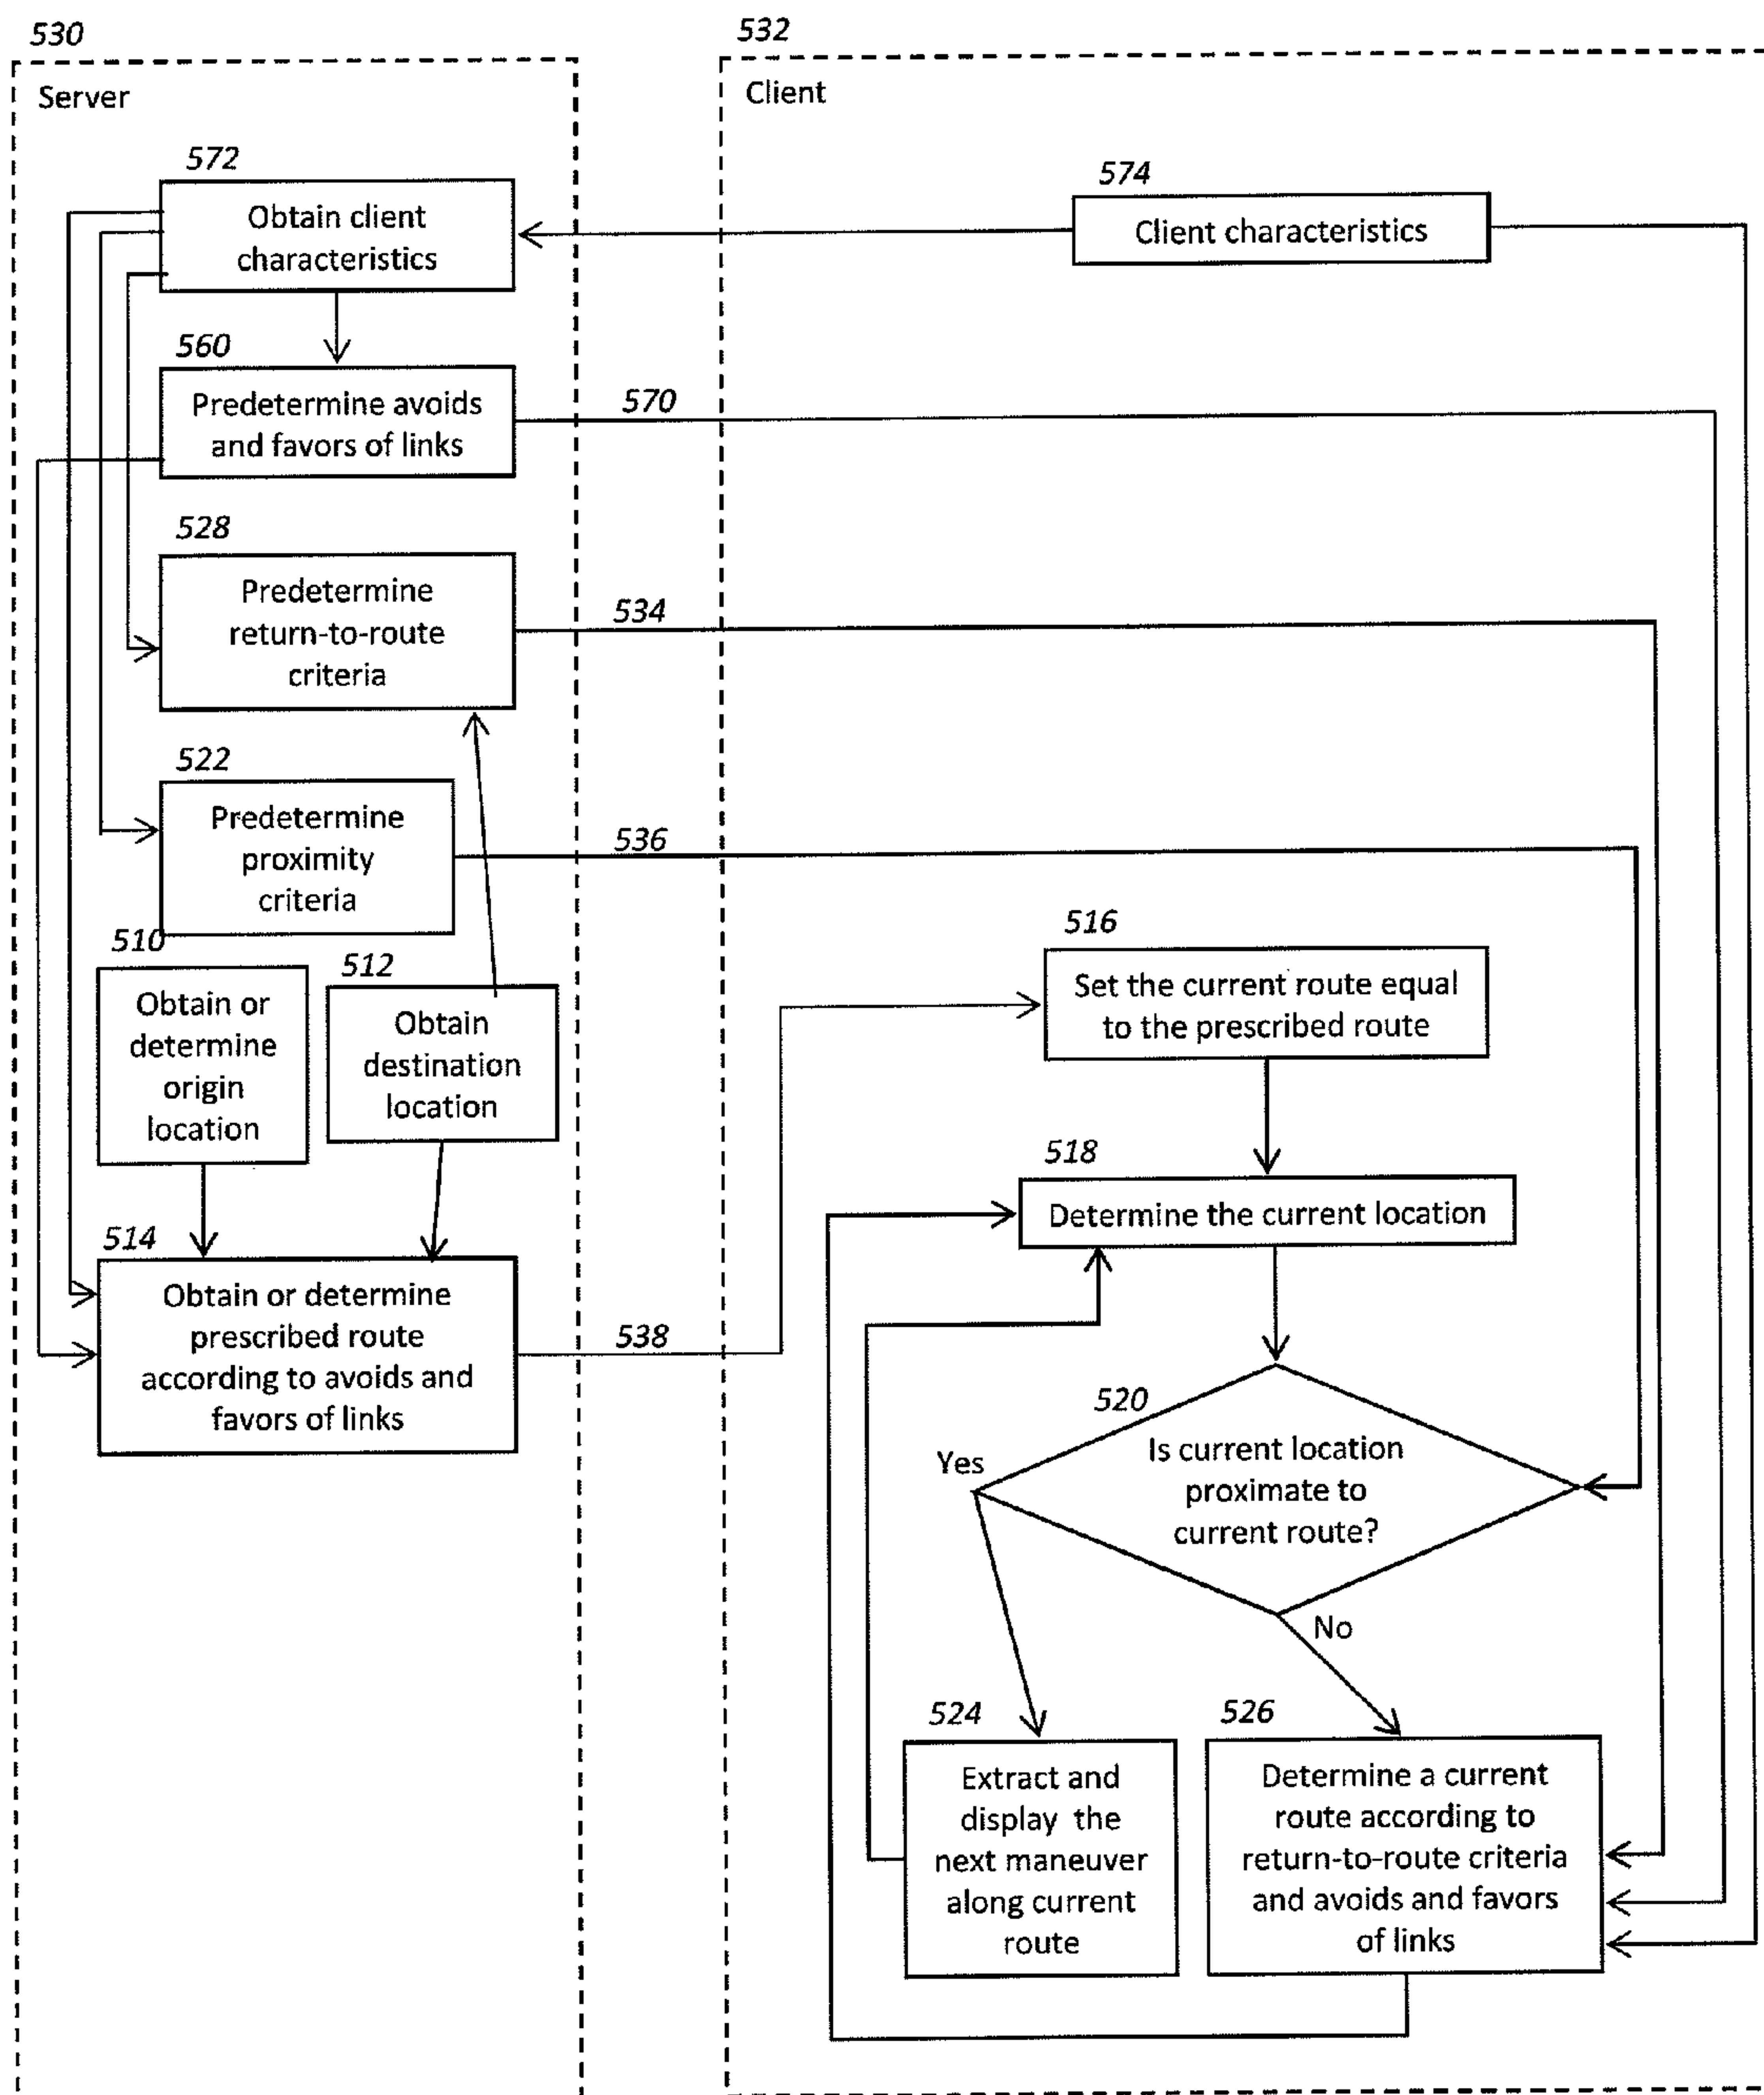 530
Server
572
Obtain client
characteristics
560
Predetermine avoids
and favors of links
570
528
Predetermine
return-to-route
criteria
534
522
Predetermine
proximity
criteria
536
510
Obtain or
determine
origin
location
512
Obtain
destination
location
514
Obtain or determine
prescribed route
according to avoids and
favors of links
538
532
Client
574
Client characteristics
516
Set the current route equal
to the prescribed route
518
Determine the current location
520
Is current location
proximate to
current route?
Yes
No
524
Extract and
display the
next maneuver
along current
route
526
Determine a current
route according to
return-to-route criteria
and avoids and favors
of links